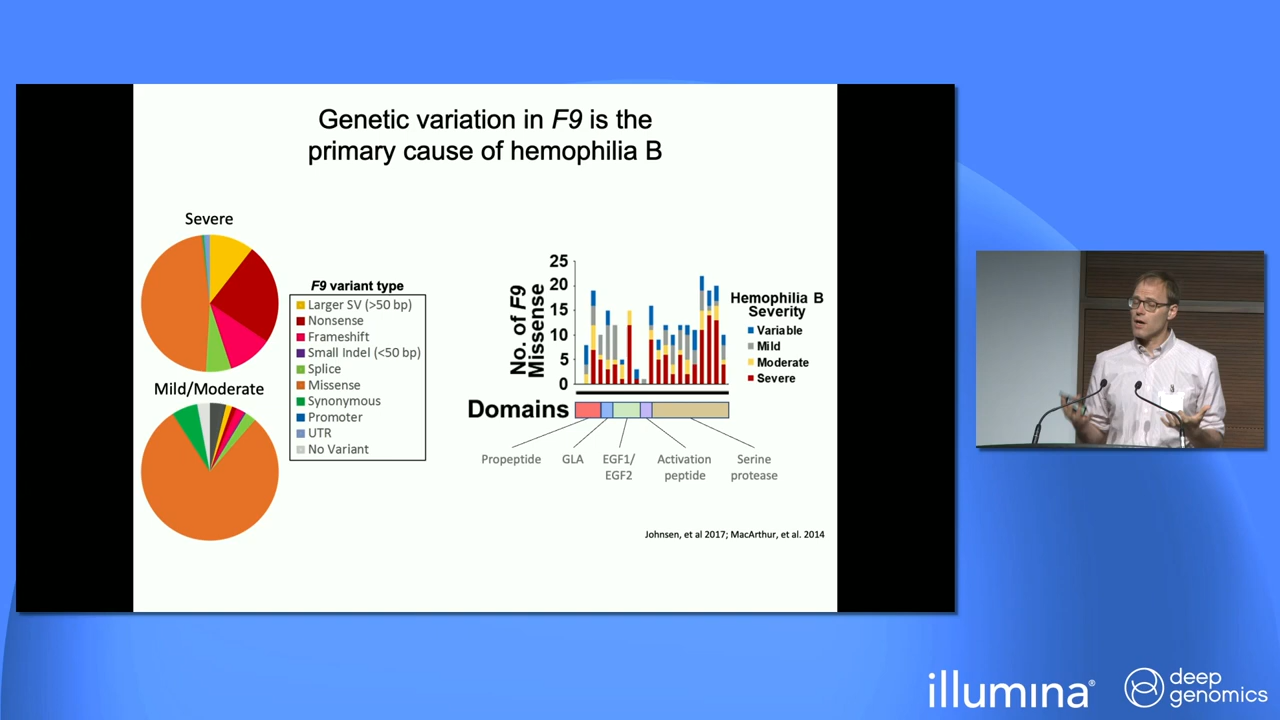 Genetic variation in F9 is the
primary cause of hemophilia B
Severe
Mild/Moderate
F9 variant type
Larger SV (>50 bp)
Nonsense
Frameshift
Small Indel (<50 bp)
Splice
Missense
Synonymous
Promoter
UTR
No Variant
No. of F9
Missense
25
20
15
10
5
0
Hemophilia B
Severity
Variable
Mild
Moderate
Severe
Domains
Propeptide
GLA
EGF1/
EGF2
Activation
peptide
Serine
protease
Johnsen, et al 2017; MacArthur, et al. 2014
illumina®
deep
genomics